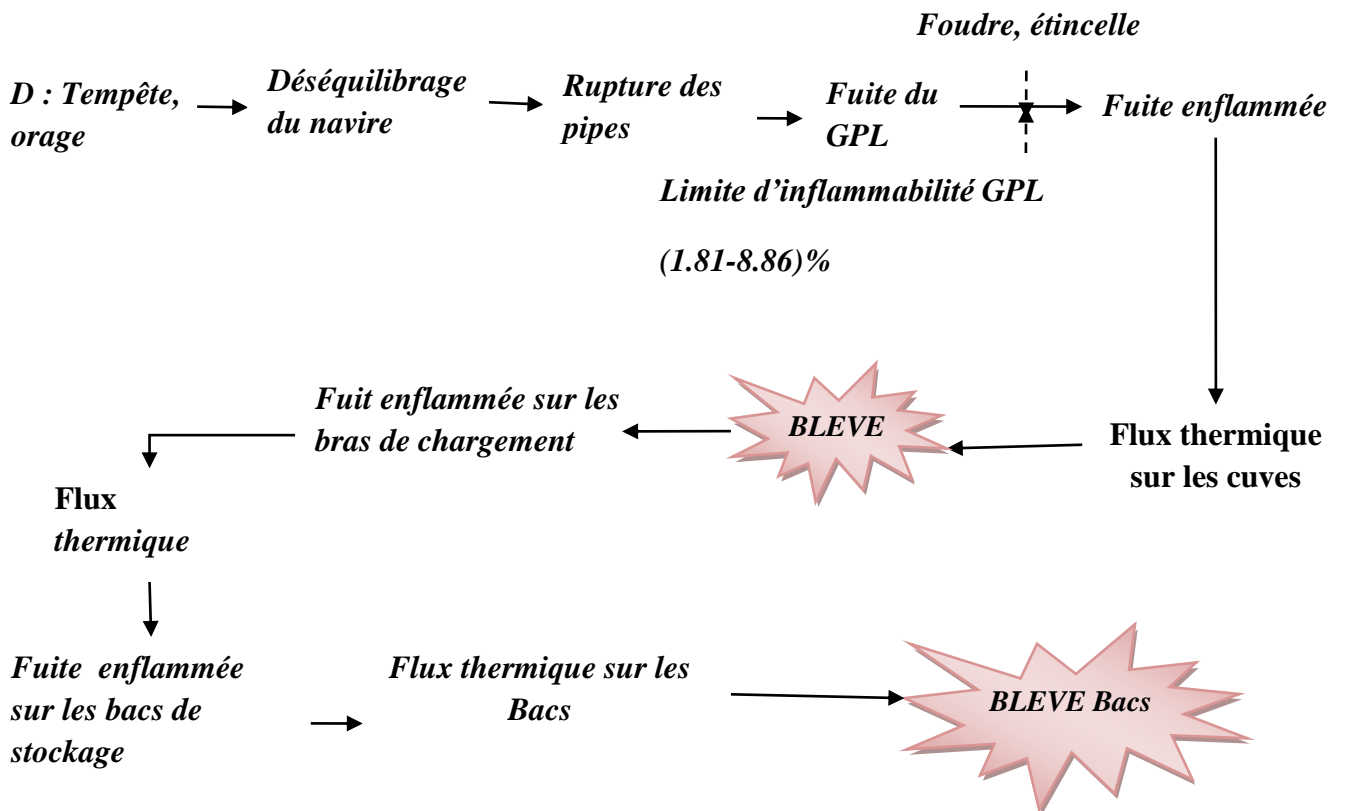 Foudre, étincelle
D : Tempête,
orage
Déséquilibrage
du navire
Rupture des
pipes
Fuite du
GPL
Fuite enflammée
Limite d'inflammabilité GPL
(1.81-8.86)%
Flux thermique
sur les cuves
BLEVE
Fuit enflammée sur les
bras de chargement
Flux
thermique
Fuite enflammée
sur les bacs de
stockage
Flux thermique sur les
Bacs
BLEVE Bacs